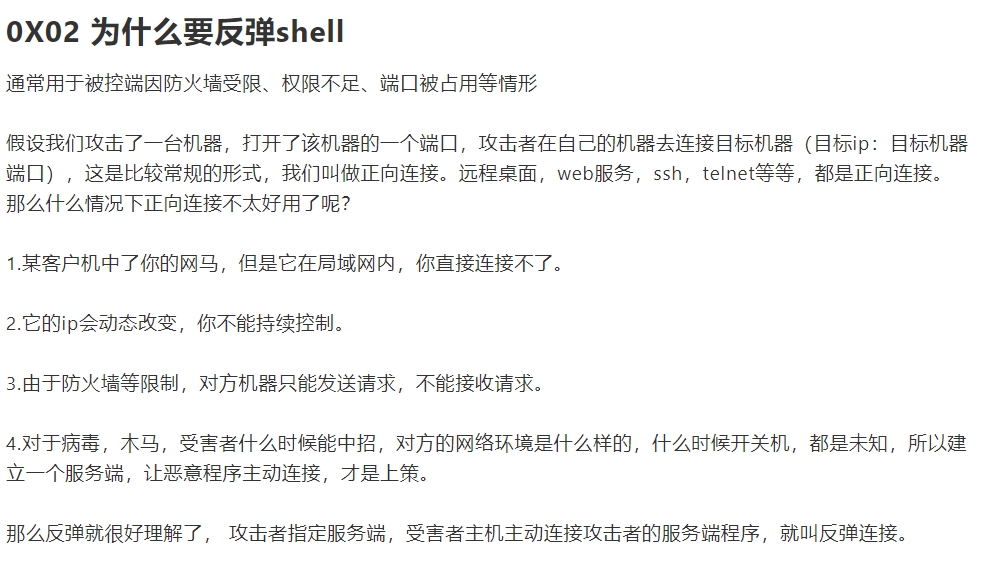 0X02 为什么要反弹shell
通常用于被控端因防火墙受限、权限不足、端口被占用等情形
假设我们攻击了一台机器，打开了该机器的一个端口，攻击者在自己的机器去连接目标机器（目标ip：目标机器
端口），这是比较常规的形式，我们叫做正向连接。远程桌面，web服务，ssh，telnet等等，都是正向连接。
那么什么情况下正向连接不太好用了呢？
1.某客户机中了你的网马，但是它在局域网内，你直接连接不了。
2.它的ip会动态改变，你不能持续控制。
3.由于防火墙等限制，对方机器只能发送请求，不能接收请求。
4.对于病毒，木马，受害者什么时候能中招，对方的网络环境是什么样的，什么时候开关机，都是未知，所以建
立一个服务端，让恶意程序主动连接，才是上策。
那么反弹就很好理解了， 攻击者指定服务端，受害者主机主动连接攻击者的服务端程序，就叫反弹连接。